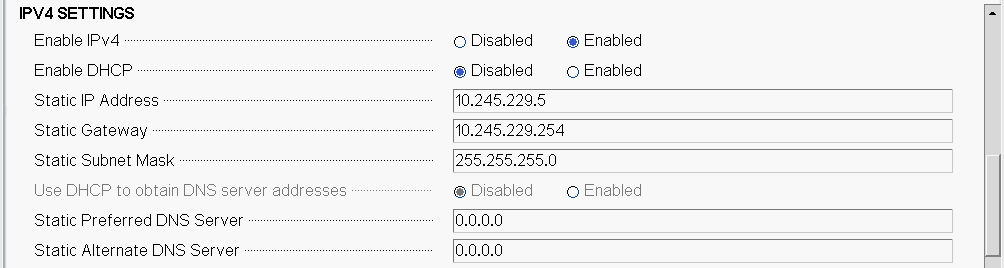 IPV4 SETTINGS
Enable IPv4 Disabled Enabled
Enable DHCP Disabled Enabled
Static IP Address 10.245.229.5
Static Gateway 10.245.229.254
Static Subnet Mask 255.255.255.0
Use DHCP to obtain DNS server addresses Disabled Enabled
Static Preferred DNS Server 0.0.0.0
Static Alternate DNS Server 0.0.0.0